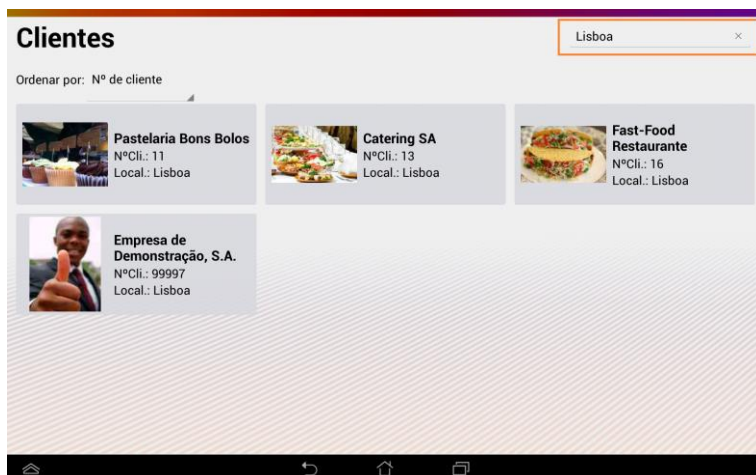 Clientes
Lisboa
Ordenar por: Nº de cliente
Pastelaria Bons Bolos
NºCli.: 11
Local.: Lisboa
Catering SA
NºCli.: 13
Local.: Lisboa
Fast-Food
Restaurante
NºCli.: 16
Local.: Lisboa
Empresa de
Demonstração, S.A.
NºCli.: 99997
Local.: Lisboa